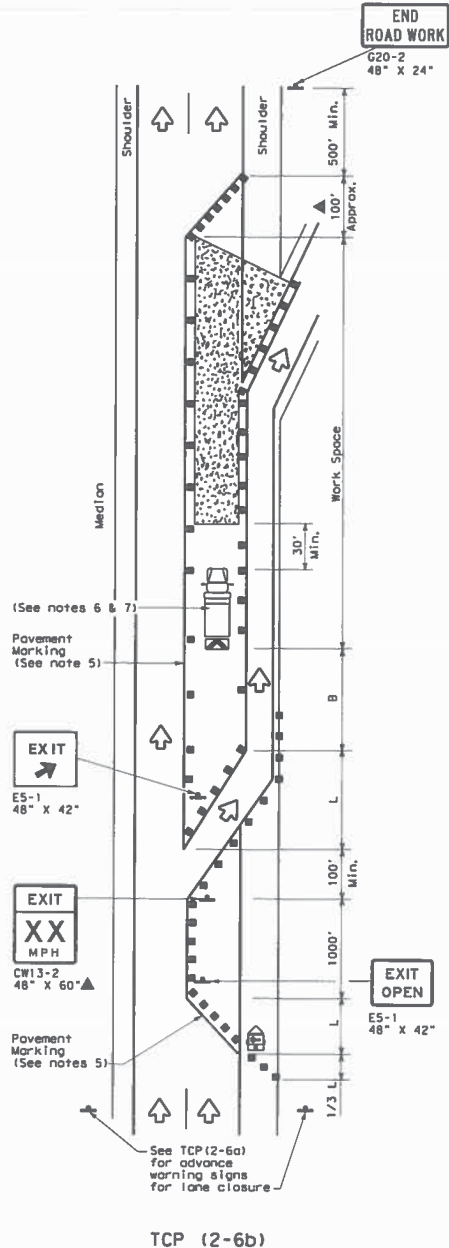 END
ROAD WORK
G20-2
48" X 24"
Shoulder
Shoulder
500' Min.
100'
Approx.
Work Space
Median
30'
Min.
(See notes 6 & 7)
Pavement
Marking
(See note 5)
B
EXIT
E5-1
48" X 42"
L
100'
Min.
EXIT
XX
MPH
CW13-2
48" X 60"
1000'
EXIT
OPEN
E5-1
48" X 42"
Pavement
Marking
(See notes 5)
L
1/3 L
See TCP(2-6a)
for advance
warning signs
for lane closure
TCP (2-6b)